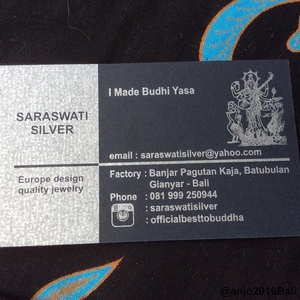 SARASWATI
SILVER
Europe design
quality jewelry
I Made Budhi Yasa
email : saraswatisilver@yahoo.com
Factory : Banjar Pagutan Kaja, Batubulan
Gianyar - Bali
Phone : 081 999 250944
: saraswatisilver
: officialbesttobuddha
@anjo2016Bali